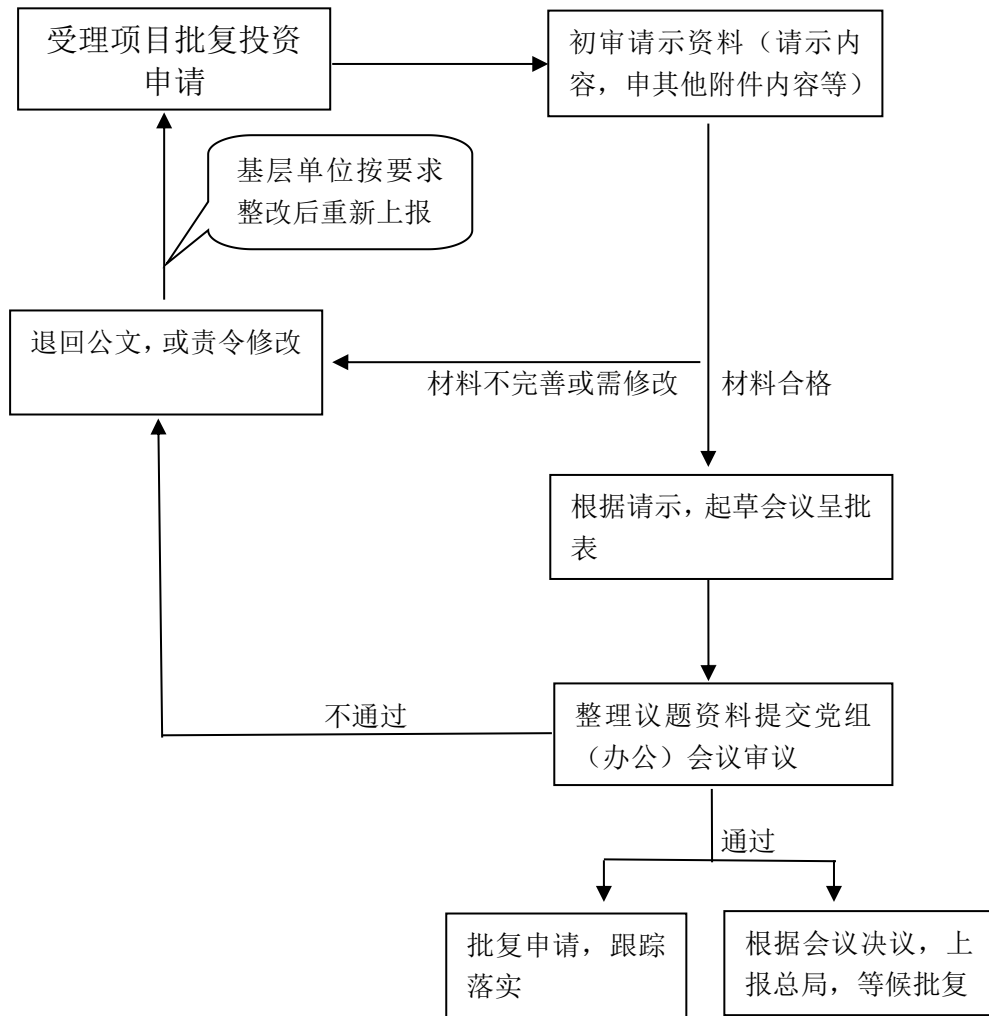 受理项目批复投资
申请
初审请示资料（请示内
容，申其他附件内容等）
基层单位按要求
整改后重新上报
退回公文，或责令修改
材料不完善或需修改
材料合格
根据请示，起草会议呈批
表
不通过
整理议题资料提交党组
（办公）会议审议
通过
批复申请，跟踪
落实
根据会议决议，上
报总局，等候批复